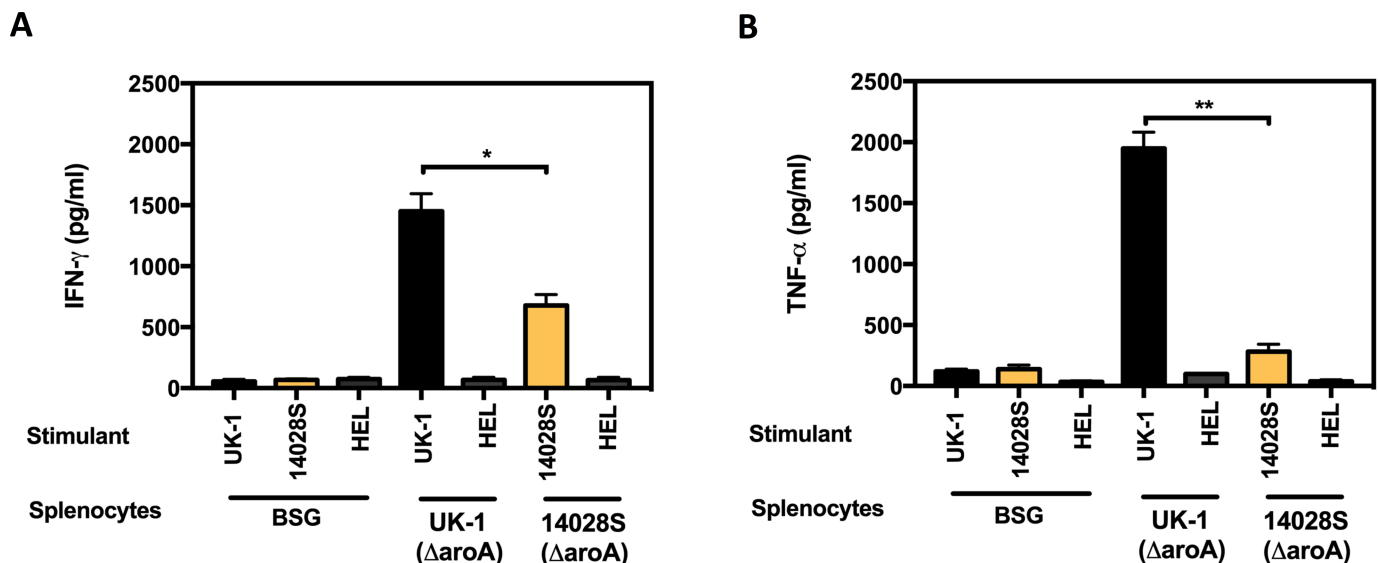 A
IFN-γ (pg/ml)
2500
2000
1500
1000
500
0
*
Stimulant
UK-1
14028S
HEL
UK-1
HEL
14028S
HEL
Splenocytes
BSG
UK-1
(ΔaroA)
14028S
(ΔaroA)
B
TNF-α (pg/ml)
2500
2000
1500
1000
500
0
**
Stimulant
UK-1
14028S
HEL
UK-1
HEL
14028S
HEL
Splenocytes
BSG
UK-1
(ΔaroA)
14028S
(ΔaroA)